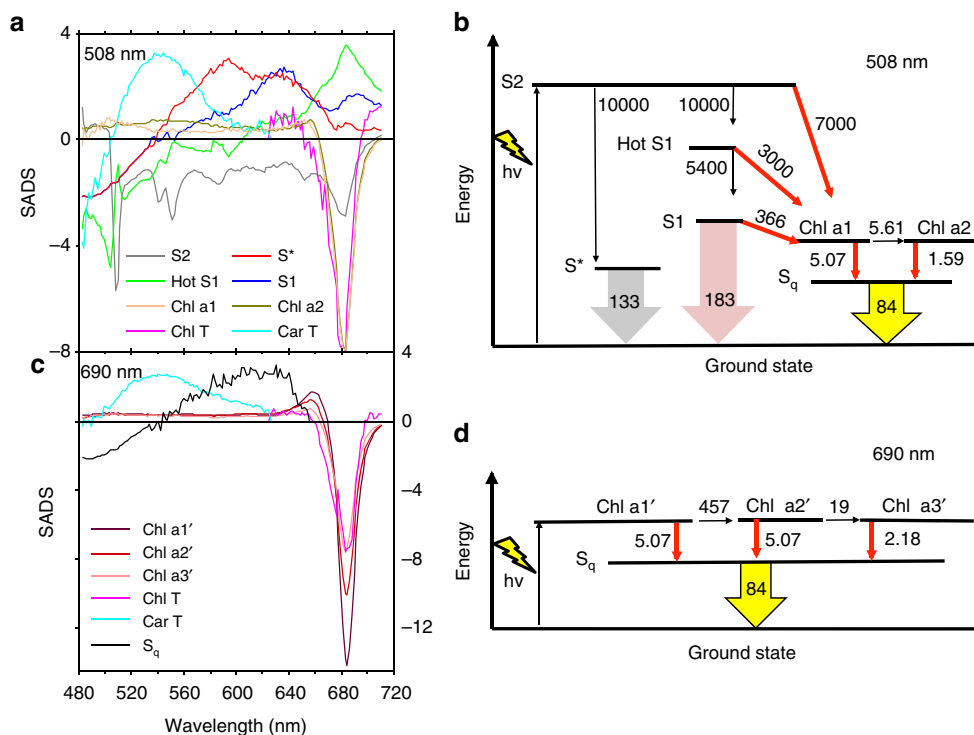 a
508 nm
4
0
−4
−8
SADS
S2
S*
Hot S1
S1
Chl a1
Chl a2
Chl T
Car T
b
508 nm
Energy
S2
hv
10000
10000
7000
Hot S1
5400
3000
S1
366
S*
133
183
Chl a1
5.61
Chl a2
5.07
1.59
Sq
84
Ground state
c
690 nm
4
0
−4
−8
−12
SADS
Chl a1′
Chl a2′
Chl a3′
Chl T
Car T
Sq
480
520
560
600
640
680
720
Wavelength (nm)
d
690 nm
Energy
hv
Chl a1′
457
Chl a2′
19
Chl a3′
5.07
5.07
2.18
Sq
84
Ground state